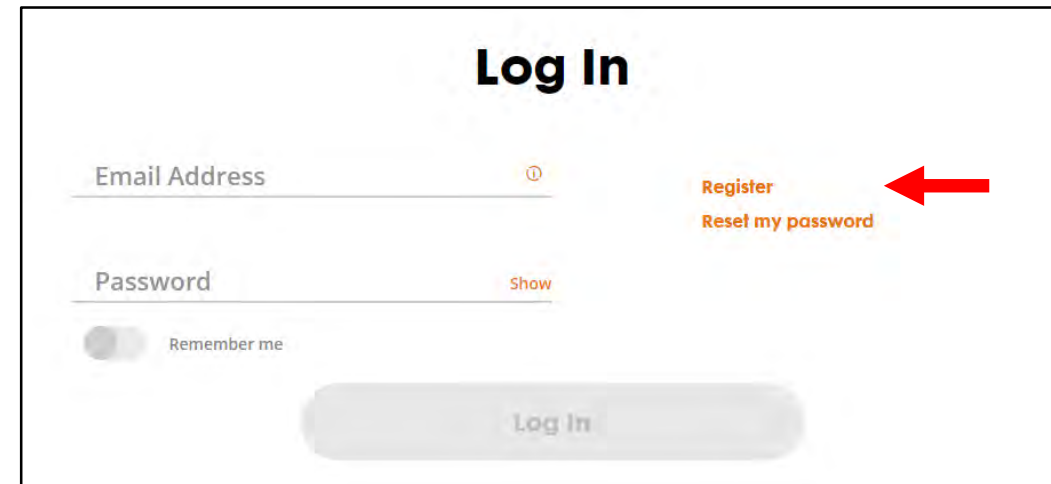 Log In
Email Address
Register
Reset my password
Password
Show
Remember me
Log In